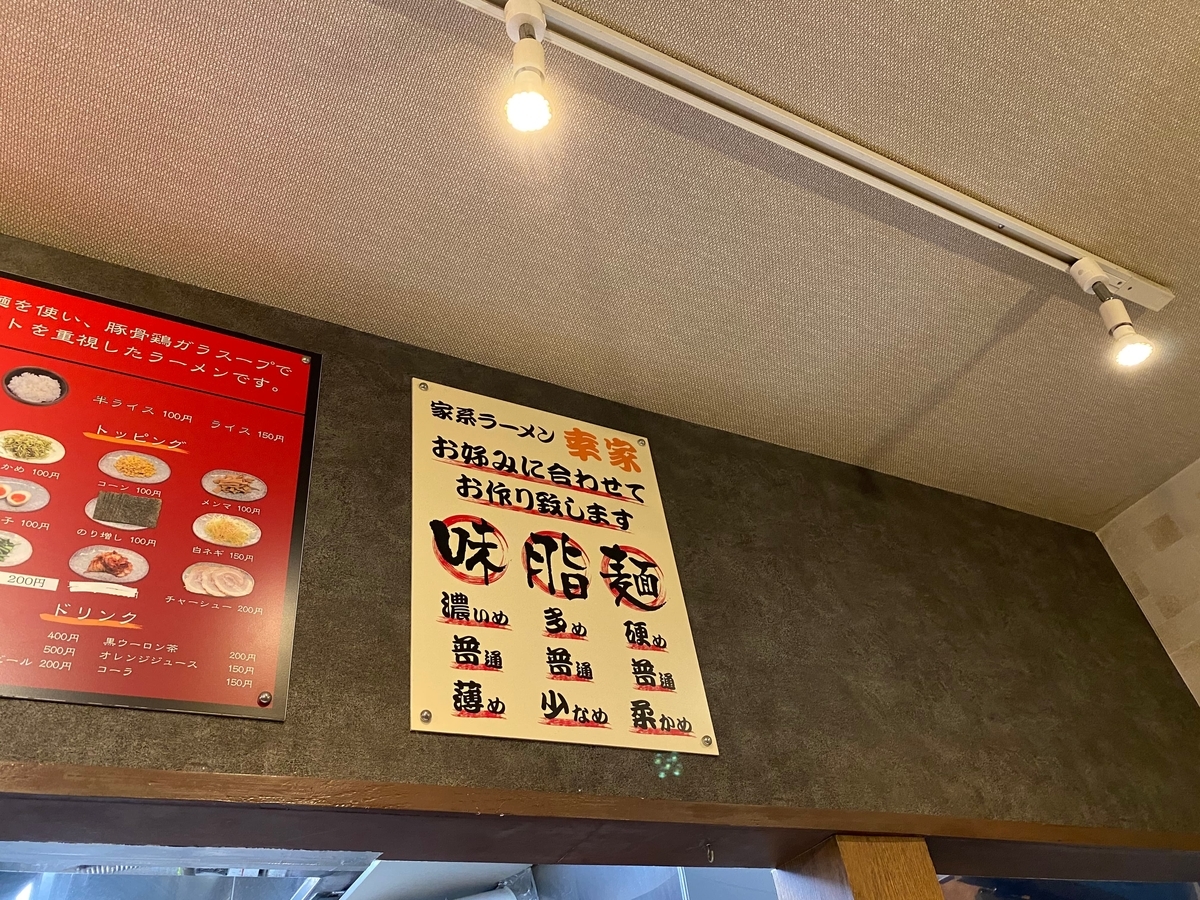 麺を使い、豚骨鶏ガラスープで
トを重視したラーメンです。
半ライス 100円
ライス 150円
トッピング
かめ 100円
コーン 100円
メンマ 100円
子 100円
のり増し 100円
白ネギ 150円
200円
チャーシュー 200円
ドリンク
400円
500円
ビール 200円
黒ウーロン茶 200円
オレンジジュース 150円
コーラ 150円
家系ラーメン 幸家
お好みに合わせて
お作り致します
味 脂 麺
濃いめ 多め 硬め
普通 普通 普通
薄め 少なめ 柔かめ